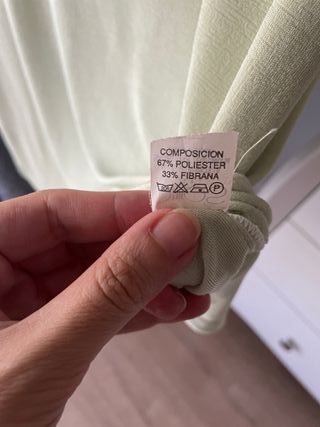 COMPOSICION
67% POLIESTER
33% FIBRANA
P